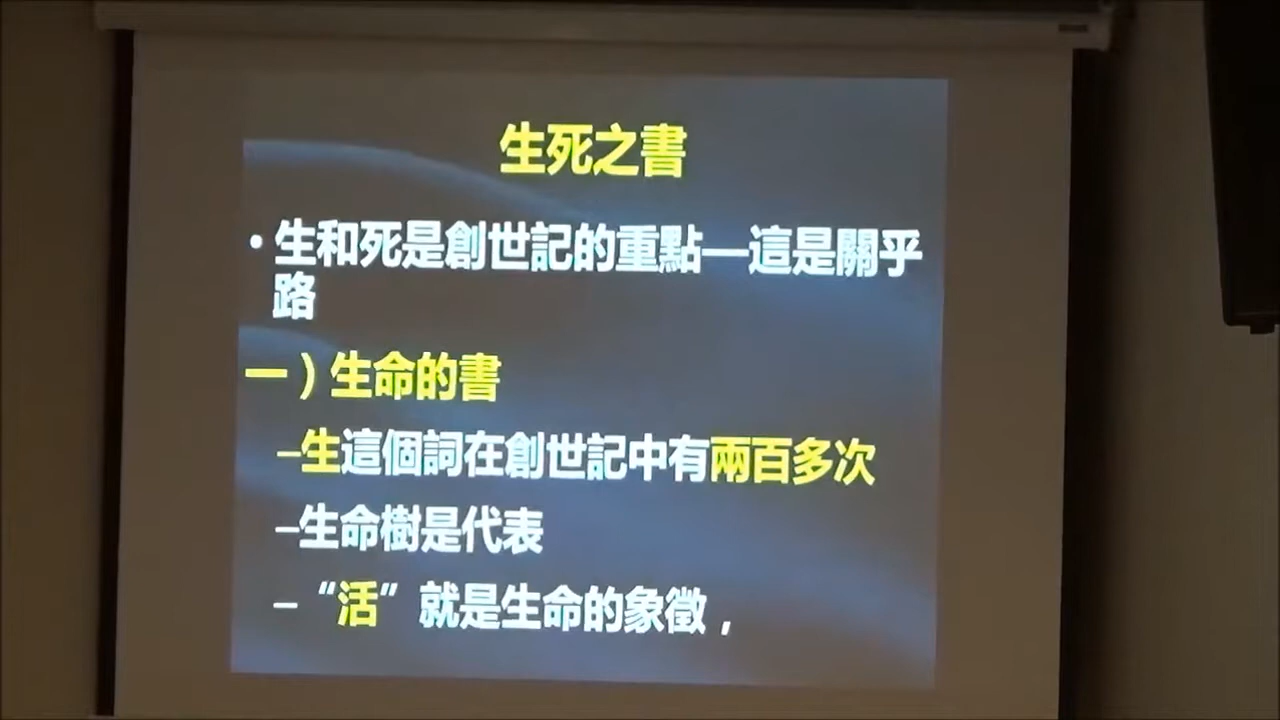 生死之書
• 生和死是創世記的重點—這是關乎
路
一）生命的書
–生這個詞在創世記中有兩百多次
–生命樹是代表
–“活”就是生命的象徵，